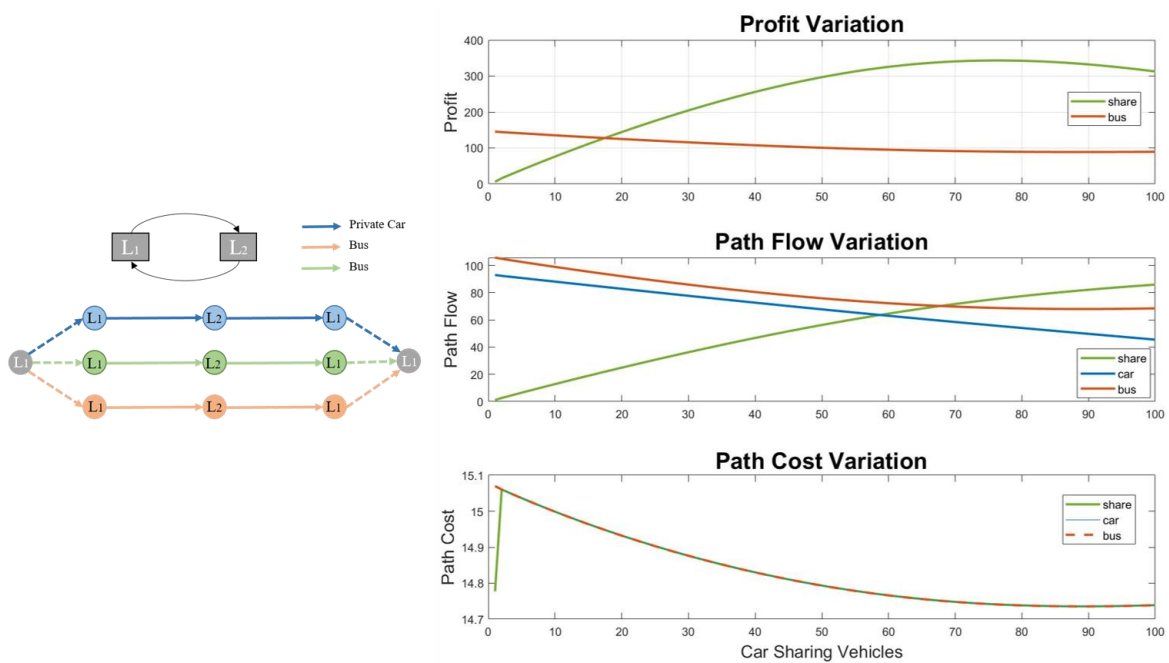 L1
L2
Private Car
Bus
Bus
L1
L2
L1
L1
L1
L2
L1
L1
L1
L2
L1
Profit Variation
400
300
200
100
0
Profit
share
bus
0 10 20 30 40 50 60 70 80 90 100
Path Flow Variation
100
80
60
40
20
0
Path Flow
share
car
bus
0 10 20 30 40 50 60 70 80 90 100
Path Cost Variation
15.1
15
14.9
14.8
14.7
Path Cost
share
car
bus
0 10 20 30 40 50 60 70 80 90 100
Car Sharing Vehicles